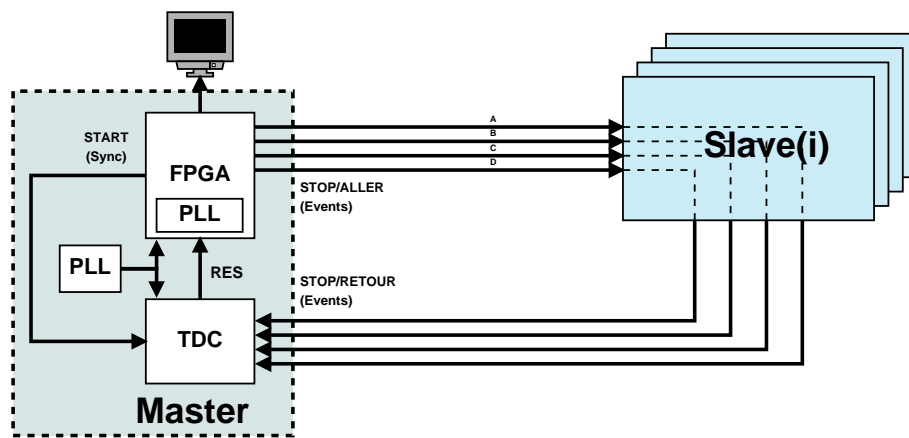 A
B
C
D
START
(Sync)
FPGA
PLL
STOP/ALLER
(Events)
Slave(i)
PLL
RES
STOP/RETOUR
(Events)
TDC
Master